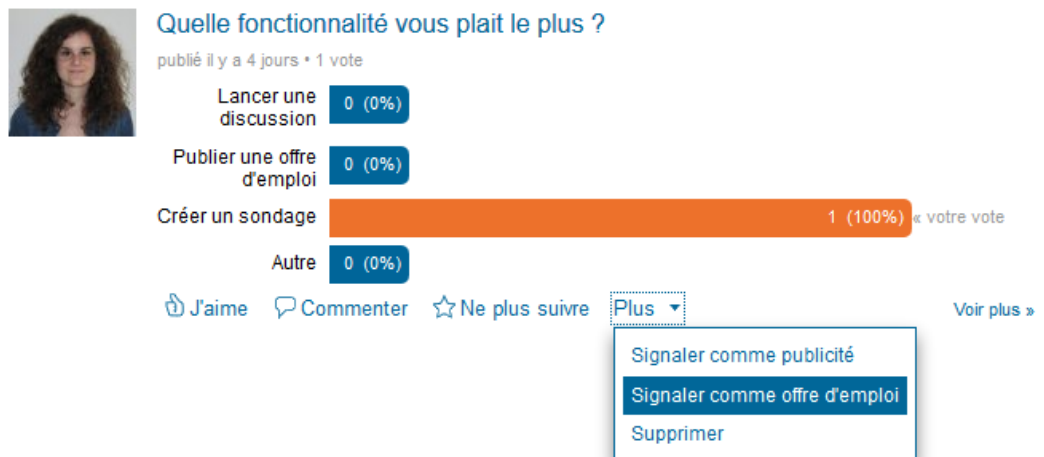 Quelle fonctionnalité vous plait le plus ?
publié il y a 4 jours • 1 vote
Lancer une
discussion
0 (0%)
Publier une offre
d'emploi
0 (0%)
Créer un sondage
1 (100%)
« votre vote
Autre
0 (0%)
J'aime Commenter Ne plus suivre Plus Voir plus »
Signaler comme publicité
Signaler comme offre d'emploi
Supprimer